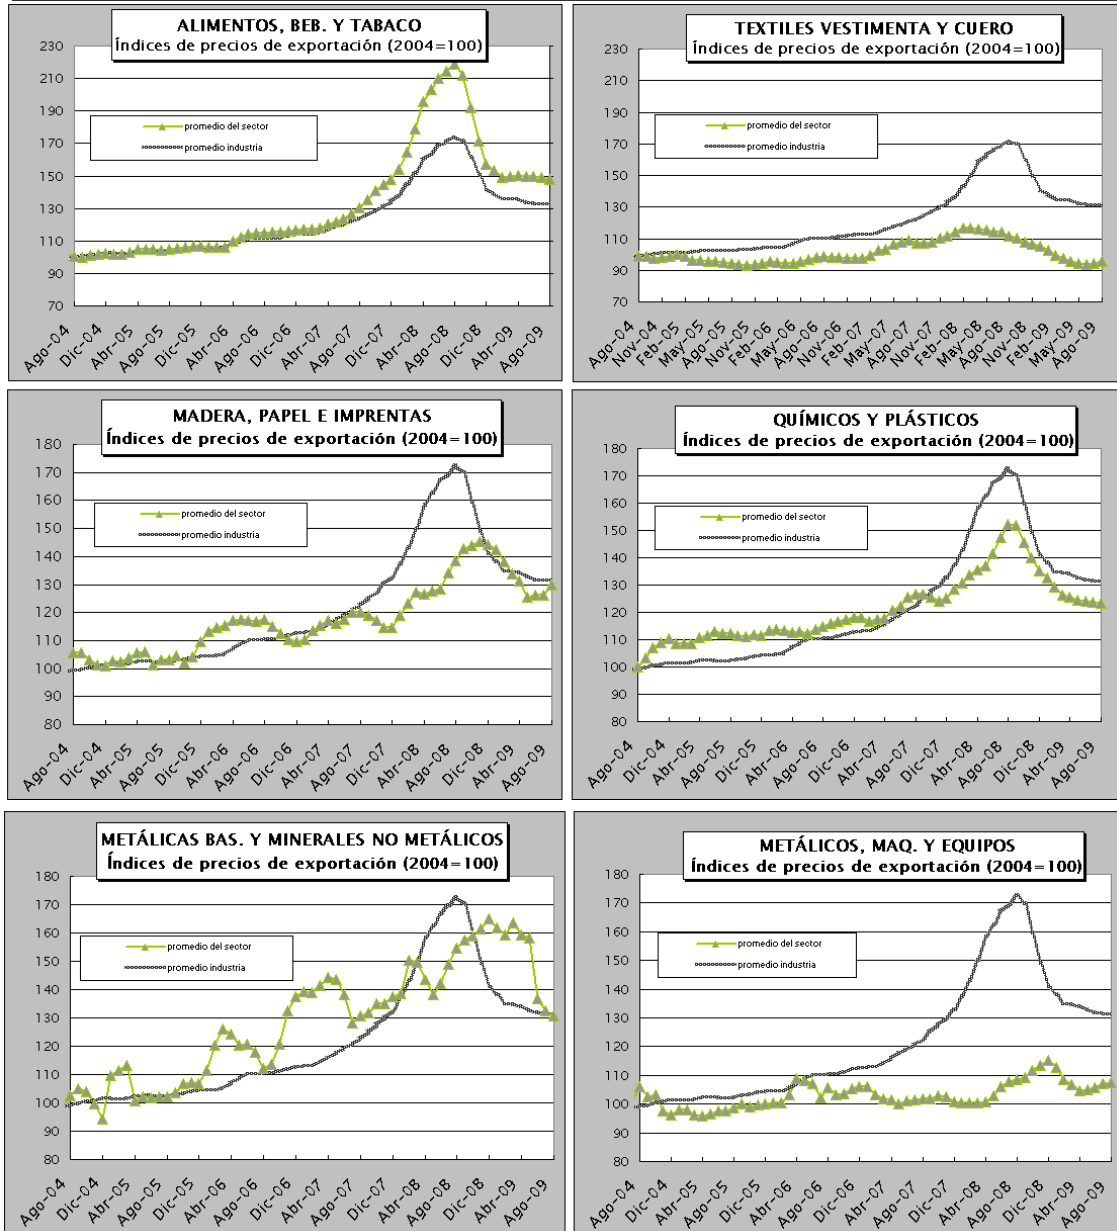 ALIMENTOS, BEB. Y TABACO
Índices de precios de exportación (2004=100)
230
210
190
170
150
130
110
90
70
promedio del sector
promedio industria
Ago-04
Dic-04
Abr-05
Ago-05
Dic-05
Abr-06
Ago-06
Dic-06
Abr-07
Ago-07
Dic-07
Abr-08
Ago-08
Dic-08
Abr-09
Ago-09
TEXTILES VESTIMENTA Y CUERO
Índices de precios de exportación (2004=100)
230
210
190
170
150
130
110
90
70
promedio del sector
promedio industria
Ago-04
Nov-04
Feb-05
May-05
Ago-05
Nov-05
Feb-06
May-06
Ago-06
Nov-06
Feb-07
May-07
Ago-07
Nov-07
Feb-08
May-08
Ago-08
Nov-08
Feb-09
May-09
Ago-09
MADERA, PAPEL E IMPRENTAS
Índices de precios de exportación (2004=100)
180
170
160
150
140
130
120
110
100
90
80
promedio del sector
promedio industria
Ago-04
Dic-04
Abr-05
Ago-05
Dic-05
Abr-06
Ago-06
Dic-06
Abr-07
Ago-07
Dic-07
Abr-08
Ago-08
Dic-08
Abr-09
Ago-09
QUÍMICOS Y PLÁSTICOS
Índices de precios de exportación (2004=100)
180
170
160
150
140
130
120
110
100
90
80
promedio del sector
promedio industria
Ago-04
Dic-04
Abr-05
Ago-05
Dic-05
Abr-06
Ago-06
Dic-06
Abr-07
Ago-07
Dic-07
Abr-08
Ago-08
Dic-08
Abr-09
Ago-09
METÁLICAS BAS. Y MINERALES NO METÁLICOS
Índices de precios de exportación (2004=100)
180
170
160
150
140
130
120
110
100
90
80
promedio del sector
promedio industria
Ago-04
Dic-04
Abr-05
Ago-05
Dic-05
Abr-06
Ago-06
Dic-06
Abr-07
Ago-07
Dic-07
Abr-08
Ago-08
Dic-08
Abr-09
Ago-09
METÁLICOS, MAQ. Y EQUIPOS
Índices de precios de exportación (2004=100)
180
170
160
150
140
130
120
110
100
90
80
promedio del sector
promedio industria
Ago-04
Dic-04
Abr-05
Ago-05
Dic-05
Abr-06
Ago-06
Dic-06
Abr-07
Ago-07
Dic-07
Abr-08
Ago-08
Dic-08
Abr-09
Ago-09